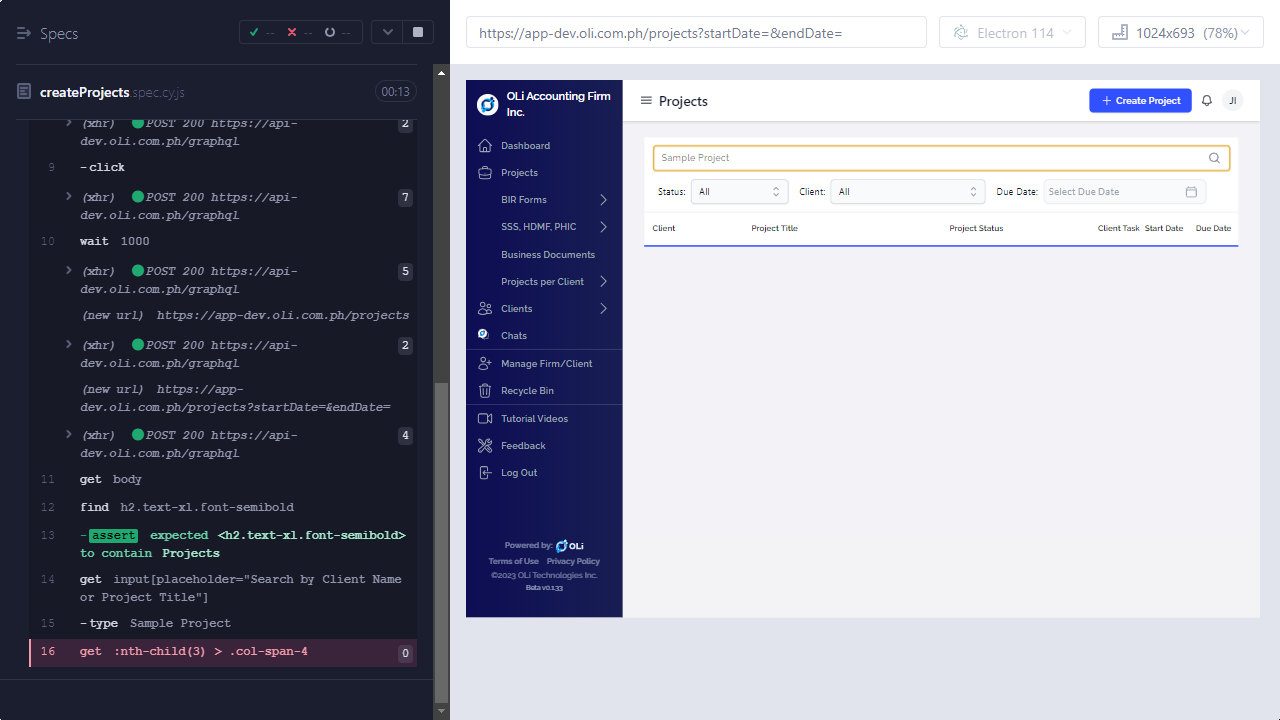 Specs
-- -- --
createProjects.spec.cy.js
00:13
(xhr) POST 200 https://api-
dev.oli.com.ph/graphql
2
9 -click
(xhr) POST 200 https://api-
dev.oli.com.ph/graphql
7
10 wait 1000
(xhr) POST 200 https://api-
dev.oli.com.ph/graphql
5
(new url) https://app-dev.oli.com.ph/projects
(xhr) POST 200 https://api-
dev.oli.com.ph/graphql
2
(new url) https://app-
dev.oli.com.ph/projects?startDate=&endDate=
(xhr) POST 200 https://api-
dev.oli.com.ph/graphql
4
11 get body
12 find h2.text-xl.font-semibold
13 -assert expected <h2.text-xl.font-semibold>
to contain Projects
14 get input[placeholder="Search by Client Name
or Project Title"]
15 -type Sample Project
16 get :nth-child(3) > .col-span-4 0
https://app-dev.oli.com.ph/projects?startDate=&endDate=
Electron 114
1024x693 (78%)
OLi Accounting Firm
Inc.
Dashboard
Projects
BIR Forms
SSS, HDMF, PHIC
Business Documents
Projects per Client
Clients
Chats
Manage Firm/Client
Recycle Bin
Tutorial Videos
Feedback
Log Out
Powered by: OLi
Terms of Use Privacy Policy
©2023 OLi Technologies Inc.
Beta v0.1.33
Projects
+ Create Project
JI
Sample Project
Status: All Client: All Due Date: Select Due Date
Client Project Title Project Status Client Task Start Date Due Date